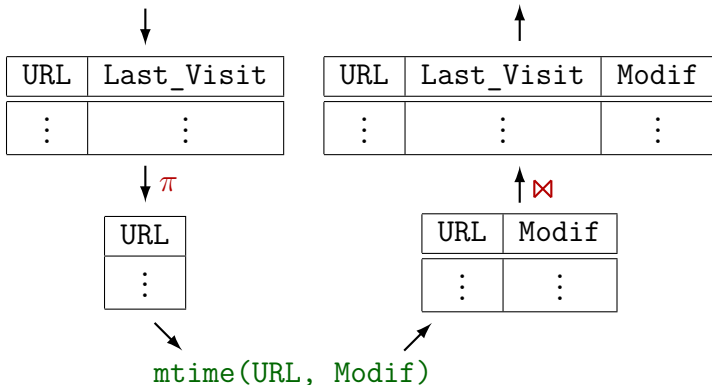 URL Last_Visit
⋮ ⋮
π
URL
⋮
mtime(URL, Modif)
URL Modif
⋮ ⋮
⋈
URL Last_Visit Modif
⋮ ⋮ ⋮